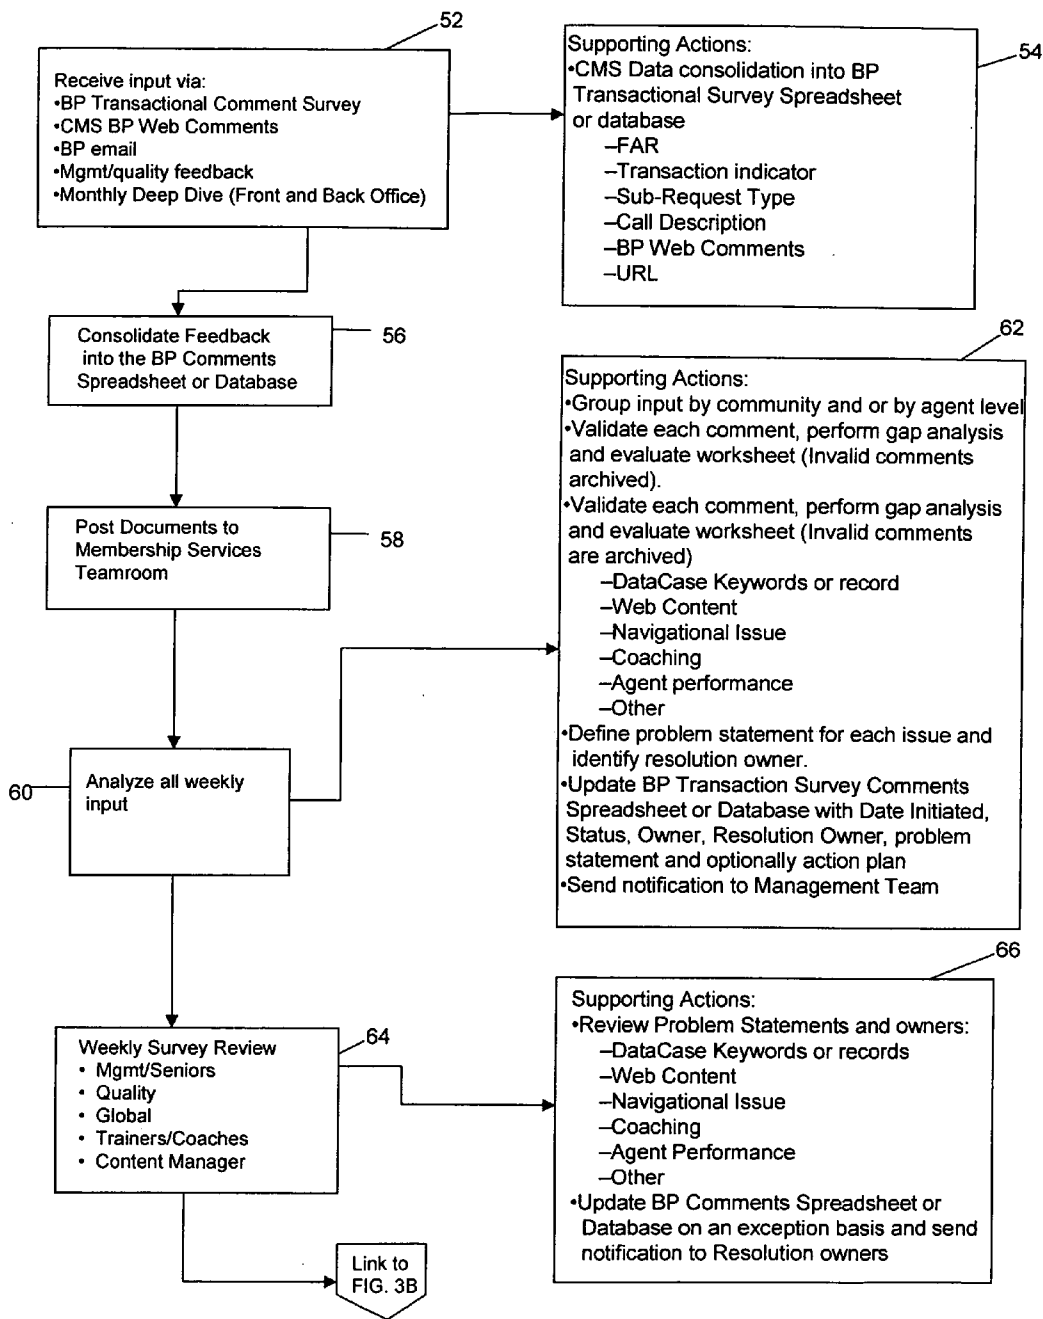 52
Receive input via:
•BP Transactional Comment Survey
•CMS BP Web Comments
•BP email
•Mgmt/quality feedback
•Monthly Deep Dive (Front and Back Office)
54
Supporting Actions:
•CMS Data consolidation into BP
Transactional Survey Spreadsheet
or database
–FAR
–Transaction indicator
–Sub-Request Type
–Call Description
–BP Web Comments
–URL
56
Consolidate Feedback
into the BP Comments
Spreadsheet or Database
58
Post Documents to
Membership Services
Teamroom
60
Analyze all weekly
input
62
Supporting Actions:
•Group input by community and or by agent level
•Validate each comment, perform gap analysis
and evaluate worksheet (Invalid comments
archived).
•Validate each comment, perform gap analysis
and evaluate worksheet (Invalid comments
are archived)
–DataCase Keywords or record
–Web Content
–Navigational Issue
–Coaching
–Agent performance
–Other
•Define problem statement for each issue and
identify resolution owner.
•Update BP Transaction Survey Comments
Spreadsheet or Database with Date Initiated,
Status, Owner, Resolution Owner, problem
statement and optionally action plan
•Send notification to Management Team
64
Weekly Survey Review
• Mgmt/Seniors
• Quality
• Global
• Trainers/Coaches
• Content Manager
66
Supporting Actions:
•Review Problem Statements and owners:
–DataCase Keywords or records
–Web Content
–Navigational Issue
–Coaching
–Agent Performance
–Other
•Update BP Comments Spreadsheet or
Database on an exception basis and send
notification to Resolution owners
Link to
FIG. 3B